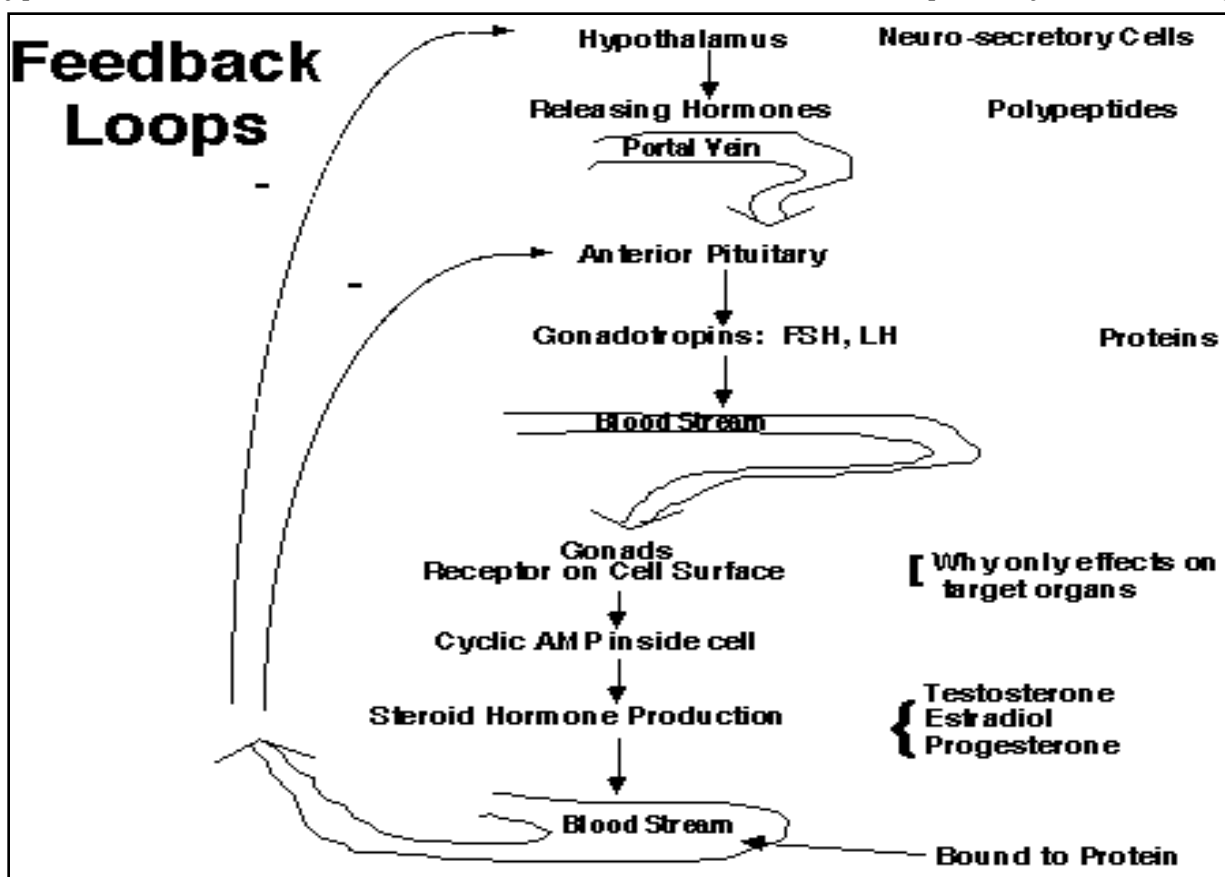 Feedback
Loops
Hypothalamus
Neuro-secretory Cells
Releasing Hormones
Polypeptides
Portal Vein
-
Anterior Pituitary
-
Gonadotropins: FSH, LH
Proteins
Blood Stream
Gonads
Receptor on Cell Surface
[ Why only effects on
target organs
Cyclic AMP inside cell
Steroid Hormone Production
{ Testosterone
Estradiol
Progesterone
Blood Stream
Bound to Protein